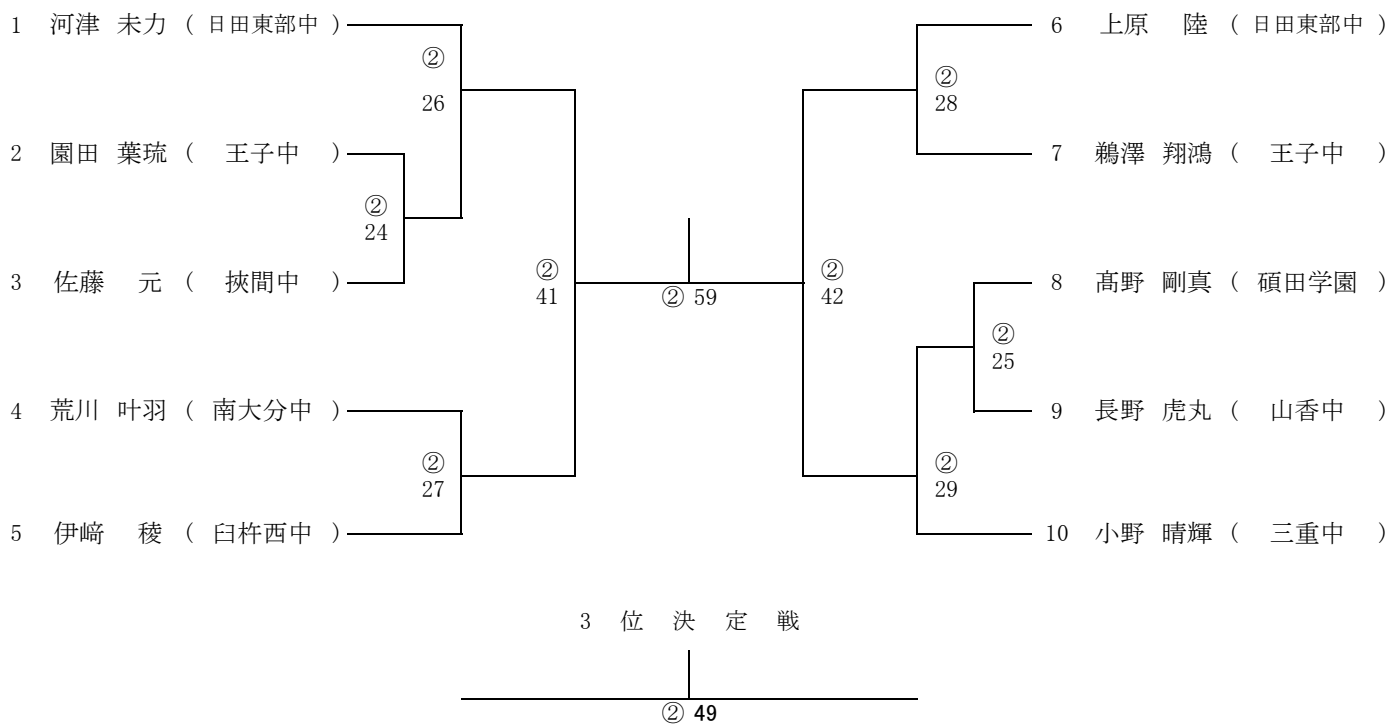 1 河津 未力 ( 日田東部中 )
②
26
2 園田 葉琉 ( 王子中 )
②
24
3 佐藤 元 ( 挾間中 )
②
41
4 荒川 叶羽 ( 南大分中 )
②
27
5 伊﨑 稜 ( 臼杵西中 )
② 59
6 上原 陸 ( 日田東部中 )
②
28
7 鵜澤 翔鴻 ( 王子中 )
②
42
8 髙野 剛真 ( 碩田学園 )
②
25
9 長野 虎丸 ( 山香中 )
②
29
10 小野 晴輝 ( 三重中 )
3 位 決 定 戦
② 49